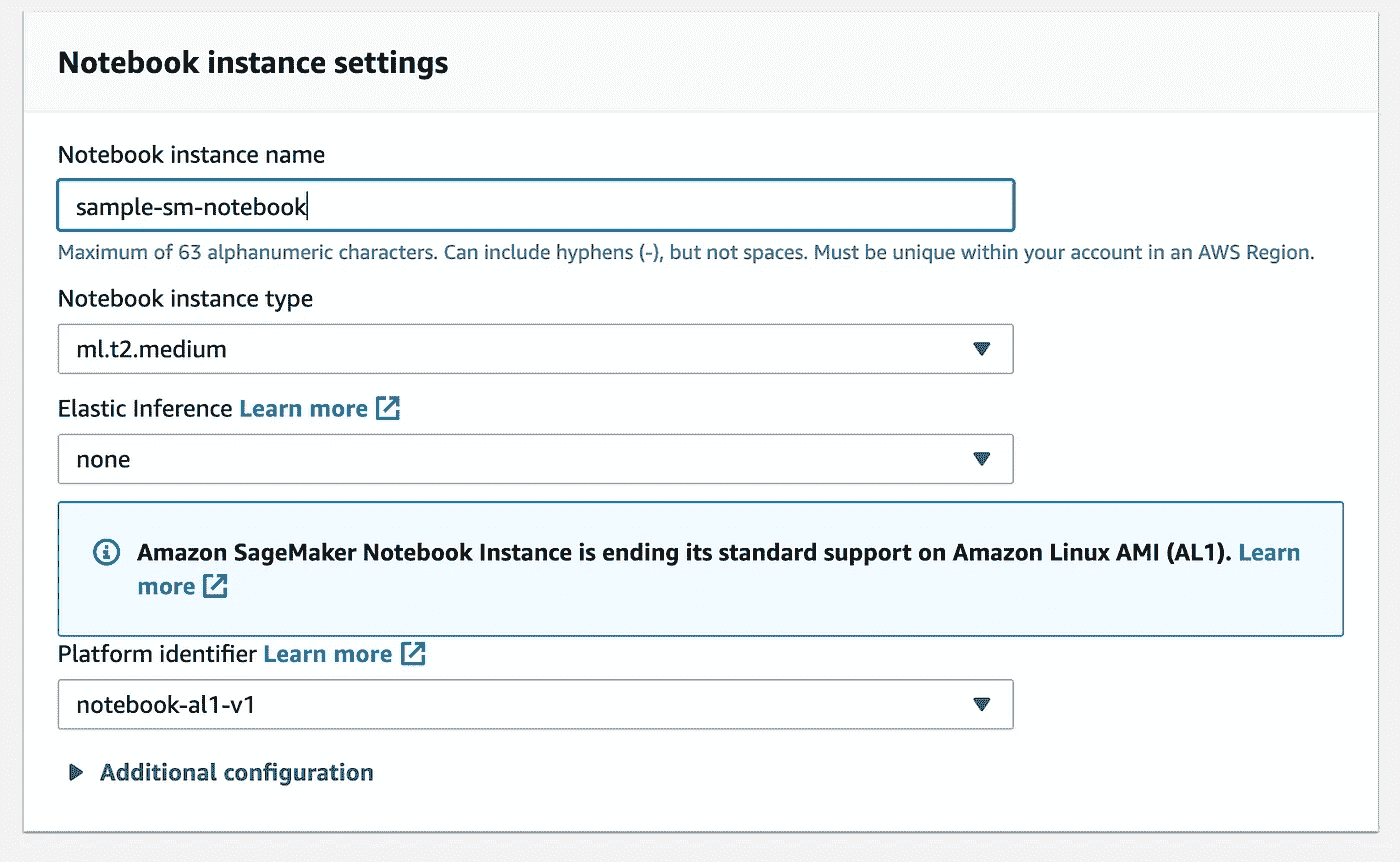 Notebook instance settings
Notebook instance name
sample-sm-notebook
Maximum of 63 alphanumeric characters. Can include hyphens (-), but not spaces. Must be unique within your account in an AWS Region.
Notebook instance type
ml.t2.medium
Elastic Inference Learn more
none
Amazon SageMaker Notebook Instance is ending its standard support on Amazon Linux AMI (AL1). Learn
more
Platform identifier Learn more
notebook-al1-v1
Additional configuration